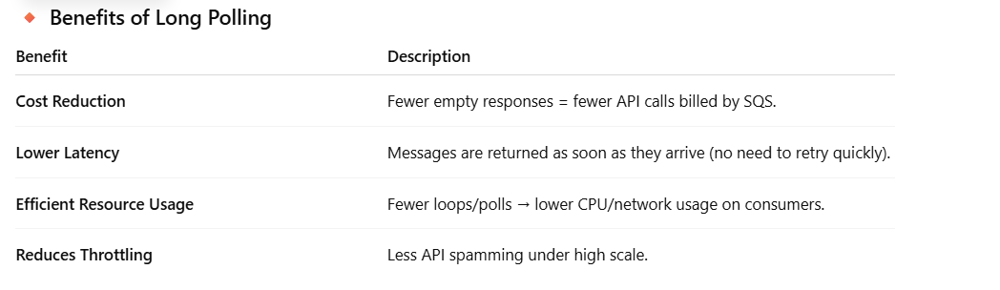 🔸 Benefits of Long Polling
Benefit Description
Cost Reduction Fewer empty responses = fewer API calls billed by SQS.
Lower Latency Messages are returned as soon as they arrive (no need to retry quickly).
Efficient Resource Usage Fewer loops/polls → lower CPU/network usage on consumers.
Reduces Throttling Less API spamming under high scale.